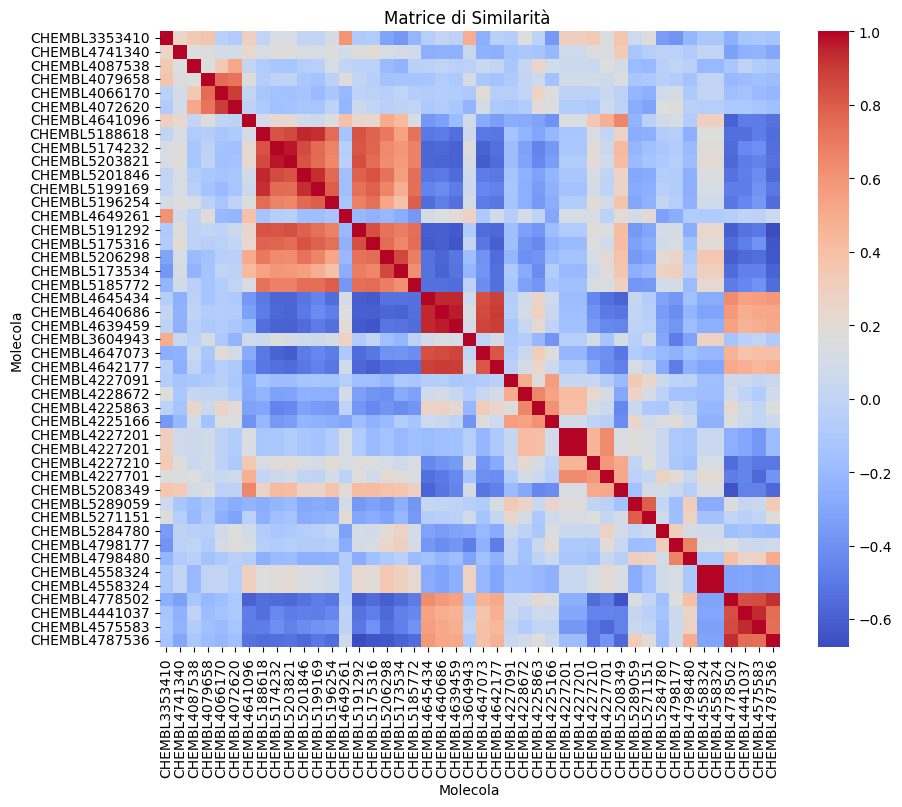 Matrice di Similarità
CHEMBL3353410
CHEMBL4741340
CHEMBL4087538
CHEMBL4079658
CHEMBL4066170
CHEMBL4072620
CHEMBL4641096
CHEMBL5188618
CHEMBL5174232
CHEMBL5203821
CHEMBL5201846
CHEMBL5199169
CHEMBL5196254
CHEMBL4649261
CHEMBL5191292
CHEMBL5175316
CHEMBL5206298
CHEMBL5173534
CHEMBL5185772
CHEMBL4645434
CHEMBL4640686
CHEMBL4639459
CHEMBL3604943
CHEMBL4647073
CHEMBL4642177
CHEMBL4227091
CHEMBL4228672
CHEMBL4225863
CHEMBL4225166
CHEMBL4227201
CHEMBL4227201
CHEMBL4227210
CHEMBL4227701
CHEMBL5208349
CHEMBL5289059
CHEMBL5271151
CHEMBL5284780
CHEMBL4798177
CHEMBL4798480
CHEMBL4558324
CHEMBL4558324
CHEMBL4778502
CHEMBL4441037
CHEMBL4575583
CHEMBL4787536
Molecola
CHEMBL3353410
CHEMBL4741340
CHEMBL4087538
CHEMBL4079658
CHEMBL4066170
CHEMBL4072620
CHEMBL4641096
CHEMBL5188618
CHEMBL5174232
CHEMBL5203821
CHEMBL5201846
CHEMBL5199169
CHEMBL5196254
CHEMBL4649261
CHEMBL5191292
CHEMBL5175316
CHEMBL5206298
CHEMBL5173534
CHEMBL5185772
CHEMBL4645434
CHEMBL4640686
CHEMBL4639459
CHEMBL3604943
CHEMBL4647073
CHEMBL4642177
CHEMBL4227091
CHEMBL4228672
CHEMBL4225863
CHEMBL4225166
CHEMBL4227201
CHEMBL4227201
CHEMBL4227210
CHEMBL4227701
CHEMBL5208349
CHEMBL5289059
CHEMBL5271151
CHEMBL5284780
CHEMBL4798177
CHEMBL4798480
CHEMBL4558324
CHEMBL4558324
CHEMBL4778502
CHEMBL4441037
CHEMBL4575583
CHEMBL4787536
Molecola
1.0
0.8
0.6
0.4
0.2
0.0
−0.2
−0.4
−0.6